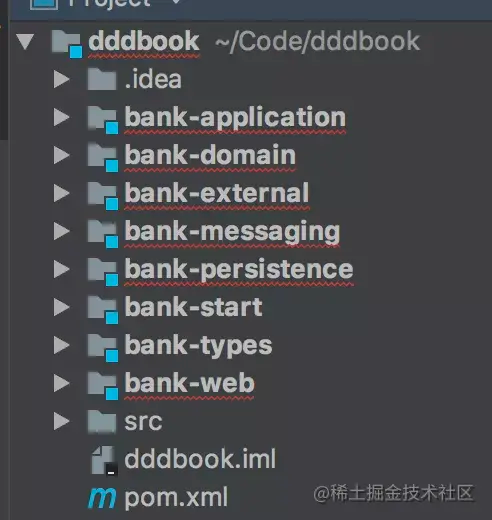 Project
dddbook ~/Code/dddbook
.idea
bank-application
bank-domain
bank-external
bank-messaging
bank-persistence
bank-start
bank-types
bank-web
src
dddbook.iml
pom.xml
@稀土掘金技术社区